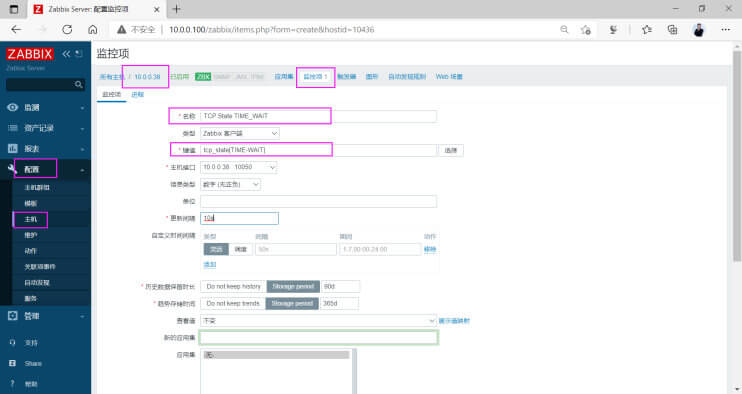 Zabbix Server: 配置监控项
不安全 10.0.0.100/zabbix/items.php?form=create&hostid=10436
ZABBIX
Zabbix Server
监测
资产记录
报表
配置
主机群组
模板
主机
维护
动作
关联项事件
自动发现
服务
管理
支持
Share
帮助
监控项
所有主机 / 10.0.0.38 已启用 ZBX SNMP JMX IPMI 应用集 监控项 1 触发器 图形 自动发现规则 Web 场景
监控项 进程
* 名称 TCP State TIME_WAIT
类型 Zabbix 客户端
* 键值 tcp_state[TIME-WAIT] 选择
* 主机接口 10.0.0.38 : 10050
信息类型 数字 (无正负)
单位
* 更新间隔 10s
自定义时间间隔 类型 间隔 期间 动作
灵活 调度 50s 1-7,00:00-24:00 移除
添加
* 历史数据保留时长 Do not keep history Storage period 90d
* 趋势存储时间 Do not keep trends Storage period 365d
查看值 不变 展示值映射
新的应用集
应用集 -无-